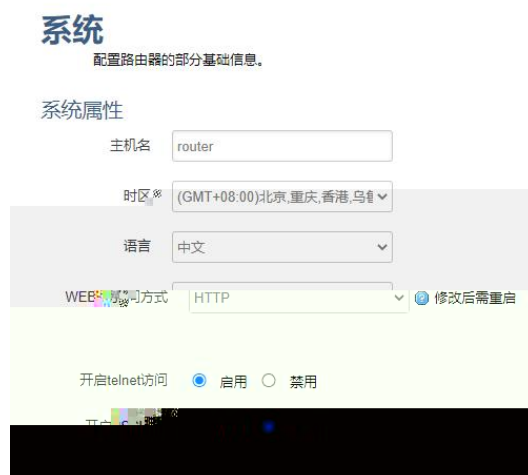 系统
配置路由器的部分基础信息。
系统属性
主机名 router
时区 (GMT+08:00)北京,重庆,香港,乌鲁
语言 中文
WEB 问方式 HTTP 修改后需重启
开启telnet访问 启用 禁用
开启 S